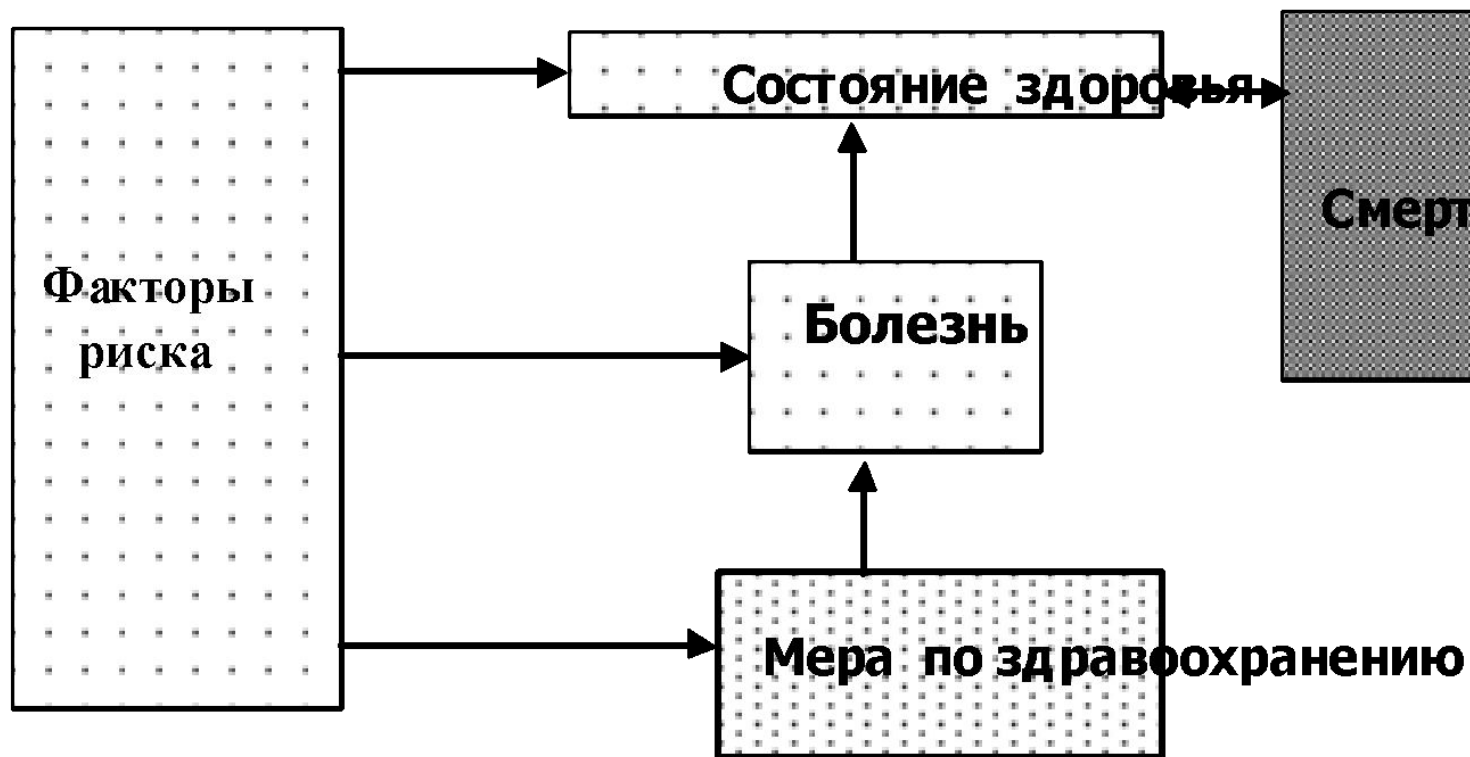 Состояние здоровья
Смерт
Факторы
риска
Болезнь
Мера по здравоохранению